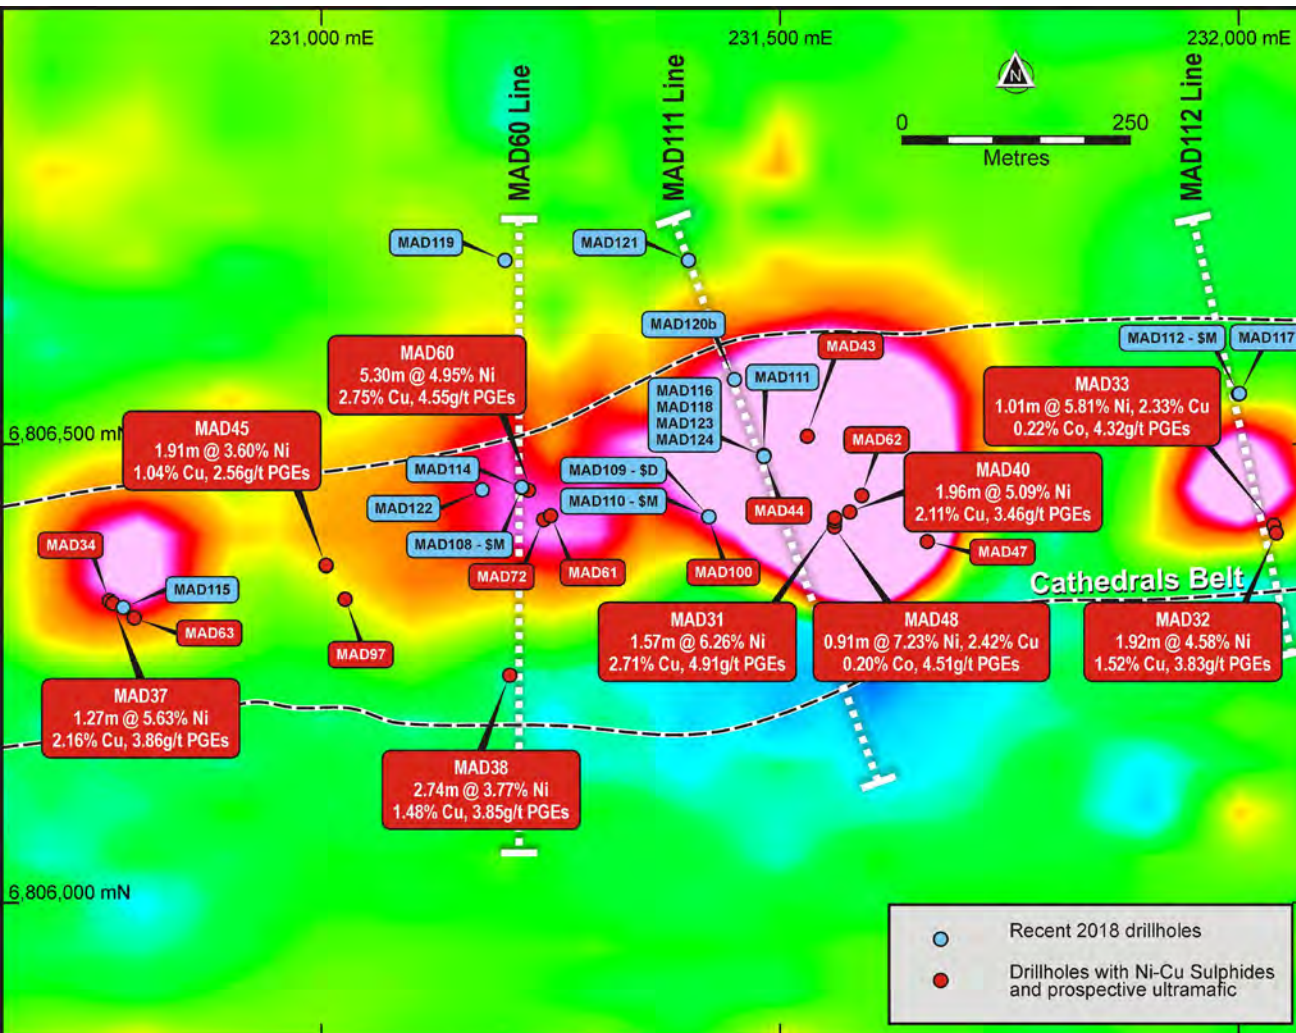 231,000 mE
231,500 mE
232,000 mE
N
0
250
Metres
MAD60 Line
MAD111 Line
MAD112 Line
MAD119
MAD121
MAD120b
MAD43
MAD112 - $M
MAD117
MAD60
5.30m @ 4.95% Ni
2.75% Cu, 4.55g/t PGEs
MAD116
MAD118
MAD123
MAD124
MAD111
MAD33
1.01m @ 5.81% Ni, 2.33% Cu
0.22% Co, 4.32g/t PGEs
6,806,500 mN
MAD45
1.91m @ 3.60% Ni
1.04% Cu, 2.56g/t PGEs
MAD114
MAD122
MAD108 - $M
MAD109 - $D
MAD110 - $M
MAD62
MAD44
MAD40
1.96m @ 5.09% Ni
2.11% Cu, 3.46g/t PGEs
MAD47
MAD34
MAD115
MAD63
MAD72
MAD61
MAD100
Cathedrals Belt
MAD97
MAD31
1.57m @ 6.26% Ni
2.71% Cu, 4.91g/t PGEs
MAD48
0.91m @ 7.23% Ni, 2.42% Cu
0.20% Co, 4.51g/t PGEs
MAD32
1.92m @ 4.58% Ni
1.52% Cu, 3.83g/t PGEs
MAD37
1.27m @ 5.63% Ni
2.16% Cu, 3.86g/t PGEs
MAD38
2.74m @ 3.77% Ni
1.48% Cu, 3.85g/t PGEs
6,806,000 mN
Recent 2018 drillholes
Drillholes with Ni-Cu Sulphides
and prospective ultramafic